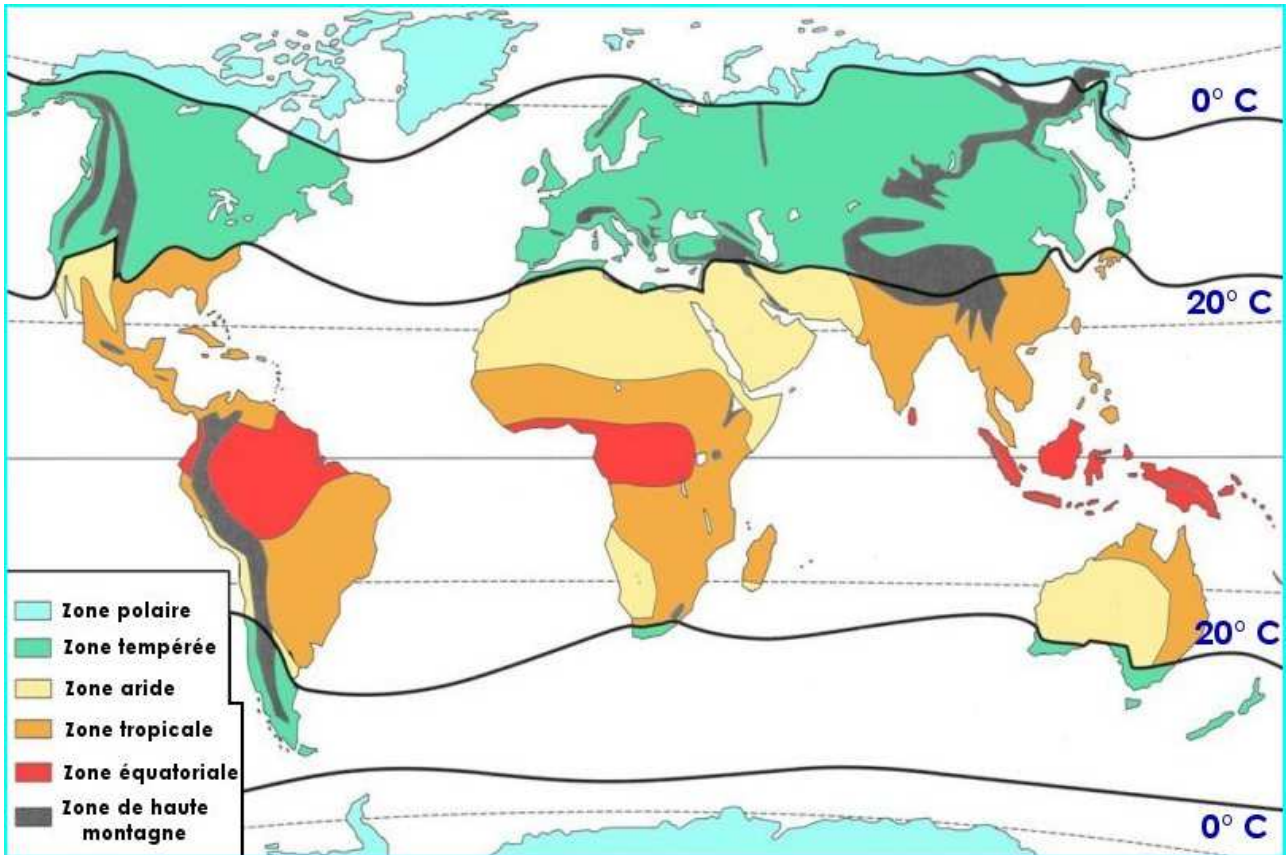 0° C
20° C
20° C
0° C
Zone polaire
Zone tempérée
Zone aride
Zone tropicale
Zone équatoriale
Zone de haute
montagne